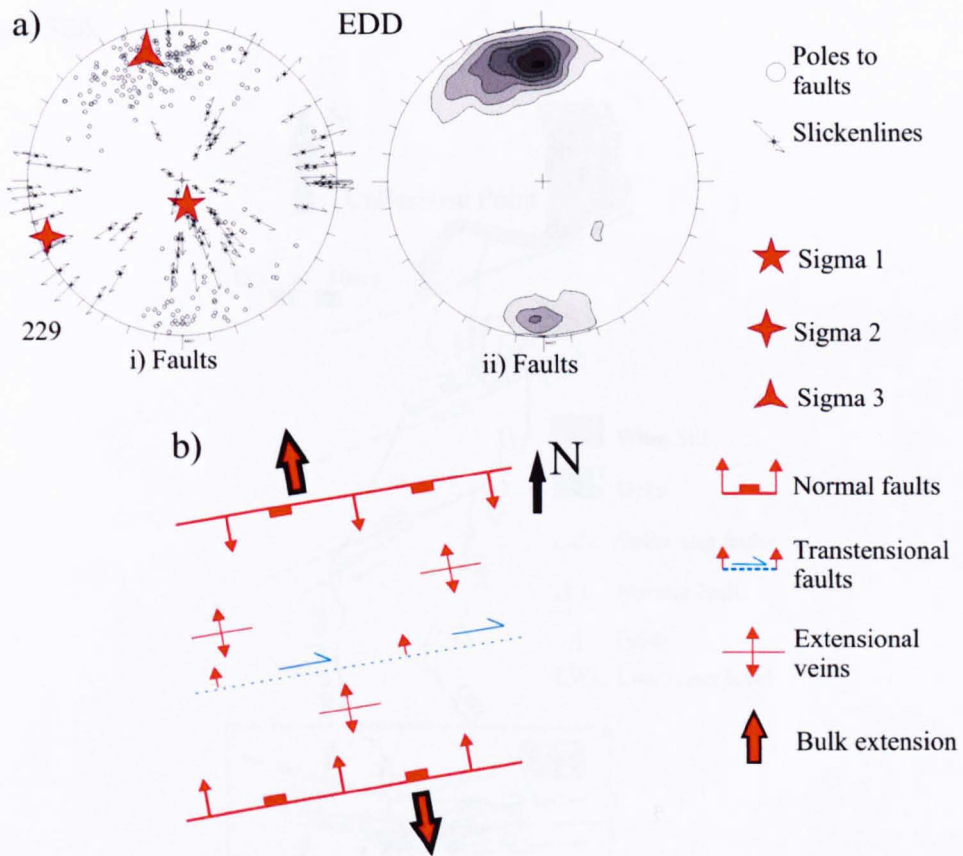 a)
EDD
229
i) Faults
ii) Faults
Poles to
faults
Slickenlines
Sigma 1
Sigma 2
Sigma 3
b)
N
Normal faults
Transtensional
faults
Extensional
veins
Bulk extension